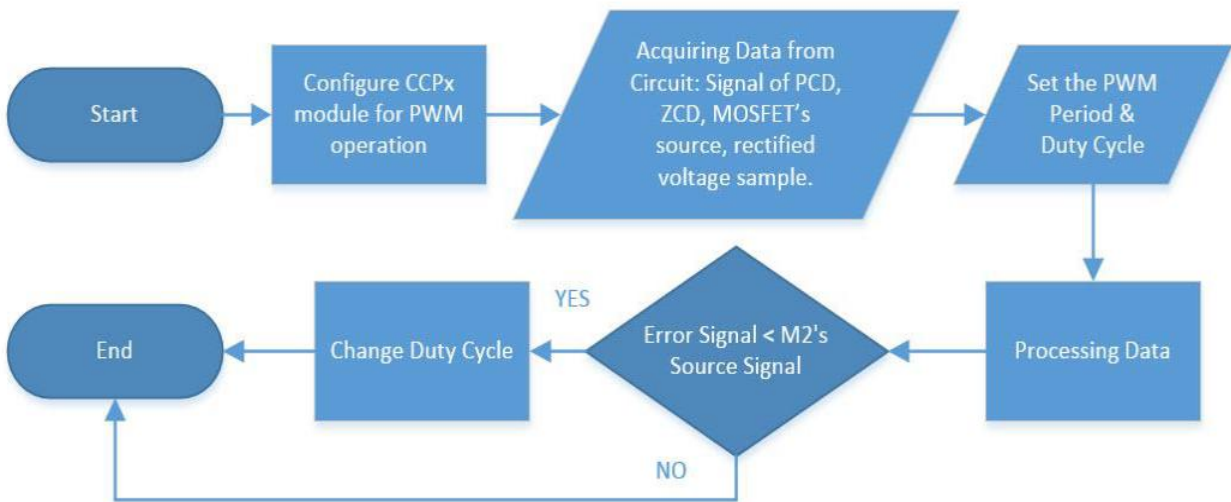 Start
Configure CCPx
module for PWM
operation
Acquiring Data from
Circuit: Signal of PCD,
ZCD, MOSFET’s
source, rectified
voltage sample.
Set the PWM
Period &
Duty Cycle
Processing Data
Error Signal < M2's
Source Signal
YES
Change Duty Cycle
End
NO